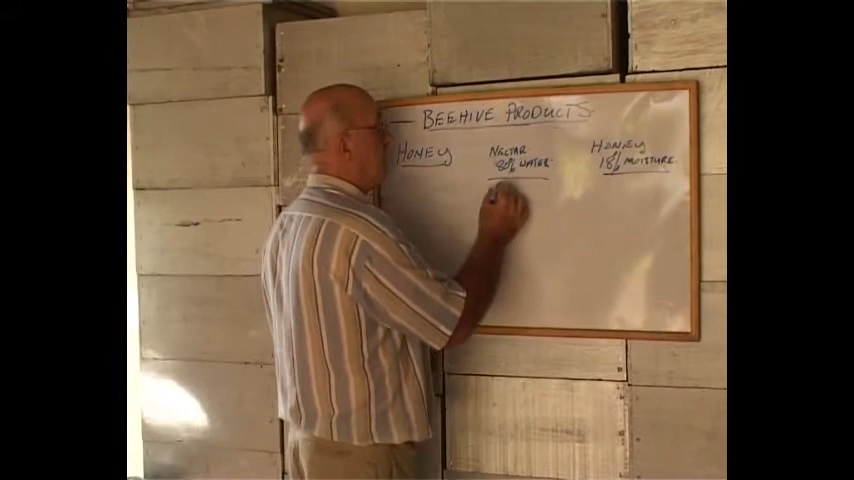 — BEEHIVE PRODUCTS
HONEY
NECTAR
80% WATER
HONEY
18% MOISTURE.